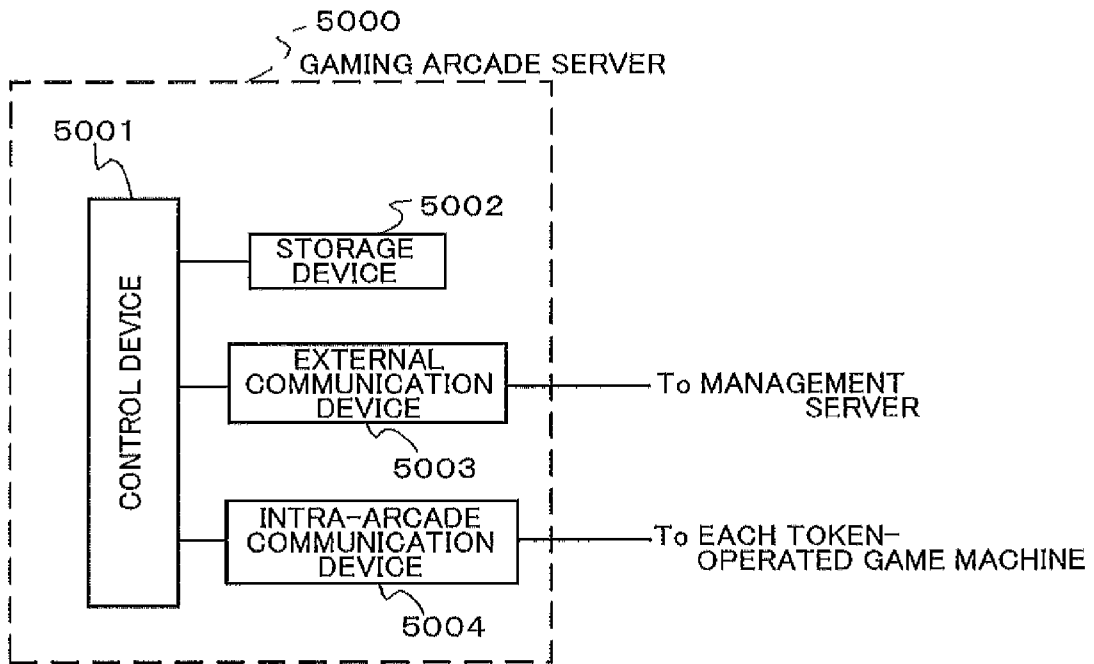 5000
GAMING ARCADE SERVER
5001
5002
STORAGE
DEVICE
CONTROL DEVICE
EXTERNAL
COMMUNICATION
DEVICE
To MANAGEMENT
SERVER
5003
INTRA-ARCADE
COMMUNICATION
DEVICE
To EACH TOKEN-
OPERATED GAME MACHINE
5004